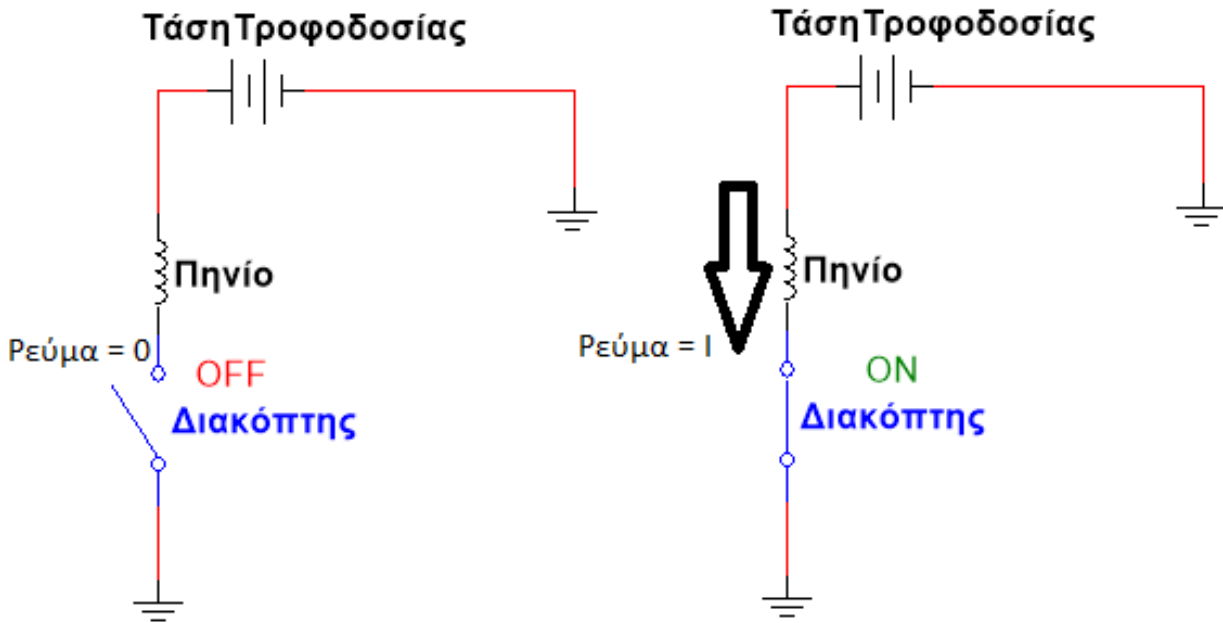 Τάση Τροφοδοσίας
Πηνίο
Ρεύμα = 0
OFF
Διακόπτης
Τάση Τροφοδοσίας
Πηνίο
Ρεύμα = I
ON
Διακόπτης